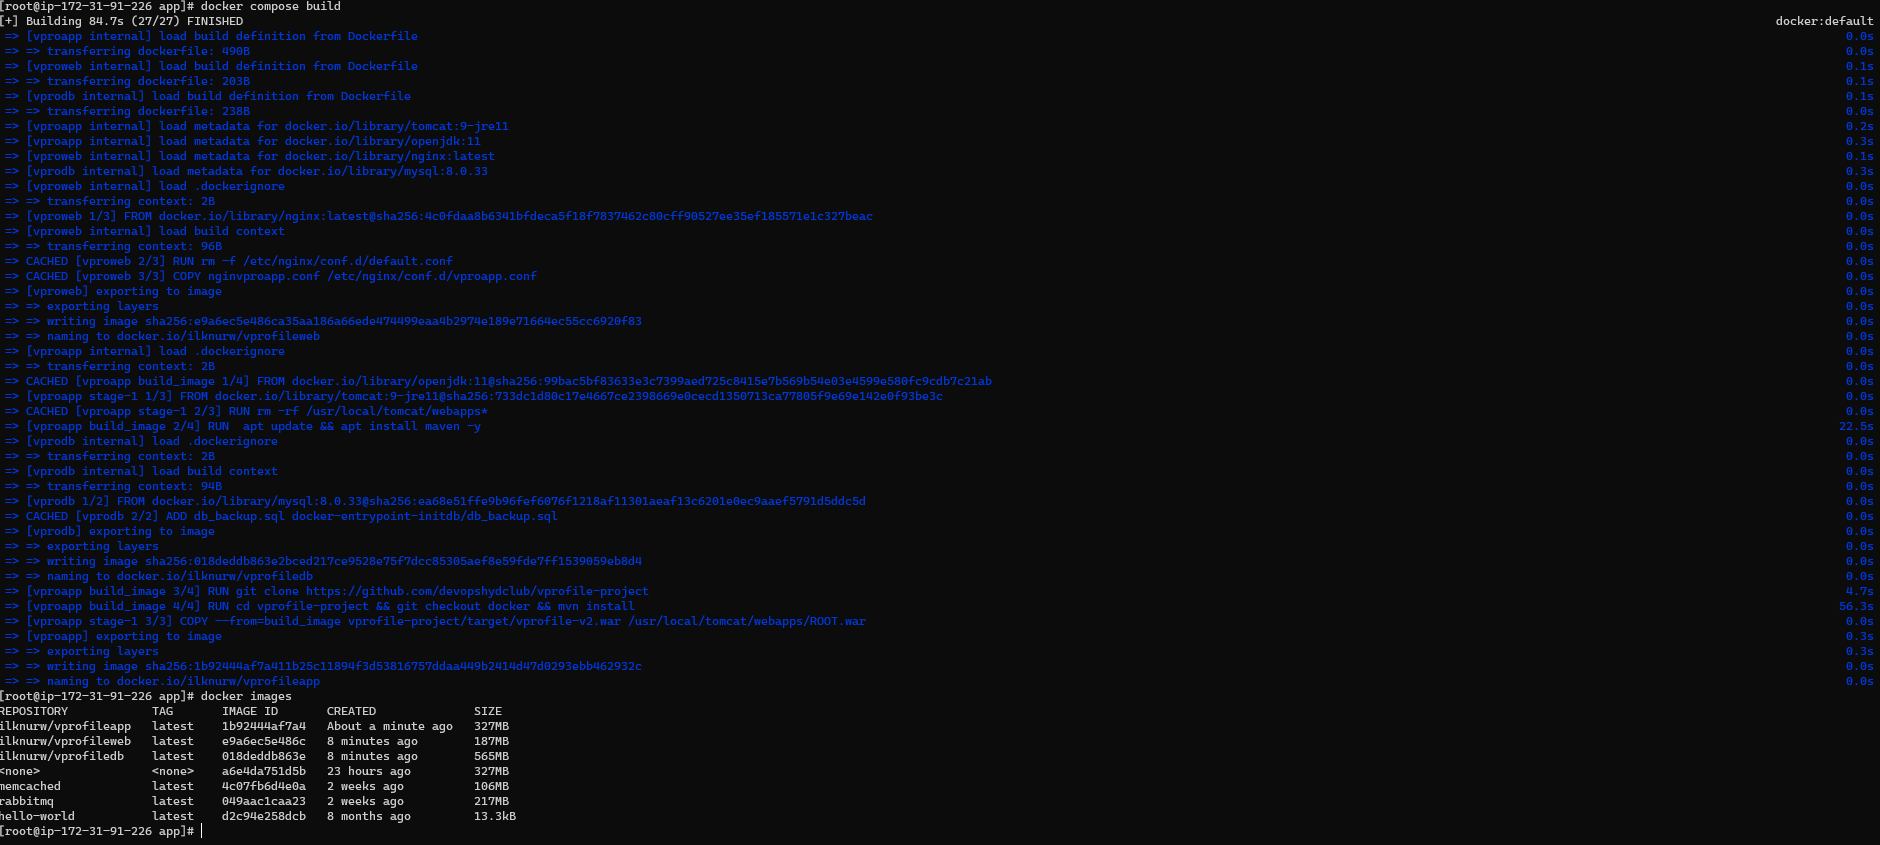 [root@ip-172-31-91-226 app]# docker compose build
[+] Building 84.7s (27/27) FINISHED docker:default
=> [vproapp internal] load build definition from Dockerfile 0.0s
=> => transferring dockerfile: 490B 0.0s
=> [vproweb internal] load build definition from Dockerfile 0.1s
=> => transferring dockerfile: 203B 0.1s
=> [vprodb internal] load build definition from Dockerfile 0.1s
=> => transferring dockerfile: 238B 0.0s
=> [vproapp internal] load metadata for docker.io/library/tomcat:9-jre11 0.2s
=> [vproapp internal] load metadata for docker.io/library/openjdk:11 0.3s
=> [vproweb internal] load metadata for docker.io/library/nginx:latest 0.1s
=> [vprodb internal] load metadata for docker.io/library/mysql:8.0.33 0.3s
=> [vproweb internal] load .dockerignore 0.0s
=> => transferring context: 2B 0.0s
=> [vproweb 1/3] FROM docker.io/library/nginx:latest@sha256:4c0fdaa8b6341bfdeca5f18f7837462c80cff90527ee35ef185571e1c327beac 0.0s
=> [vproweb internal] load build context 0.0s
=> => transferring context: 96B 0.0s
=> CACHED [vproweb 2/3] RUN rm -f /etc/nginx/conf.d/default.conf 0.0s
=> CACHED [vproweb 3/3] COPY nginvproapp.conf /etc/nginx/conf.d/vproapp.conf 0.0s
=> [vproweb] exporting to image 0.0s
=> => exporting layers 0.0s
=> => writing image sha256:e9a6ec5e486ca35aa186a66ede474499eaa4b2974e189e71664ec55cc6920f83 0.0s
=> => naming to docker.io/ilknurw/vprofileweb 0.0s
=> [vproapp internal] load .dockerignore 0.0s
=> => transferring context: 2B 0.0s
=> CACHED [vproapp build_image 1/4] FROM docker.io/library/openjdk:11@sha256:99bac5bf83633e3c7399aed725c8415e7b569b54e03e4599e580fc9cdb7c21ab 0.0s
=> [vproapp stage-1 1/3] FROM docker.io/library/tomcat:9-jre11@sha256:733dc1d80c17e4667ce2398669e0cecd1350713ca77805f9e69e142e0f93be3c 0.0s
=> CACHED [vproapp stage-1 2/3] RUN rm -rf /usr/local/tomcat/webapps* 0.0s
=> [vproapp build_image 2/4] RUN  apt update && apt install maven -y 22.5s
=> [vprodb internal] load .dockerignore 0.0s
=> => transferring context: 2B 0.0s
=> [vprodb internal] load build context 0.0s
=> => transferring context: 94B 0.0s
=> [vprodb 1/2] FROM docker.io/library/mysql:8.0.33@sha256:ea68e51ffe9b96fef6076f1218af11301aeaf13c6201e0ec9aaef5791d5ddc5d 0.0s
=> CACHED [vprodb 2/2] ADD db_backup.sql docker-entrypoint-initdb/db_backup.sql 0.0s
=> [vprodb] exporting to image 0.0s
=> => exporting layers 0.0s
=> => writing image sha256:018deddb863e2bced217ce9528e75f7dcc85305aef8e59fde7ff1539059eb8d4 0.0s
=> => naming to docker.io/ilknurw/vprofiledb 0.0s
=> [vproapp build_image 3/4] RUN git clone https://github.com/devopshydclub/vprofile-project 4.7s
=> [vproapp build_image 4/4] RUN cd vprofile-project && git checkout docker && mvn install 56.3s
=> [vproapp stage-1 3/3] COPY --from=build_image vprofile-project/target/vprofile-v2.war /usr/local/tomcat/webapps/ROOT.war 0.0s
=> [vproapp] exporting to image 0.3s
=> => exporting layers 0.3s
=> => writing image sha256:1b92444af7a411b25c11894f3d53816757ddaa449b2414d47d0293ebb462932c 0.0s
=> => naming to docker.io/ilknurw/vprofileapp 0.0s
[root@ip-172-31-91-226 app]# docker images
REPOSITORY TAG IMAGE ID CREATED SIZE
ilknurw/vprofileapp latest 1b92444af7a4 About a minute ago 327MB
ilknurw/vprofileweb latest e9a6ec5e486c 8 minutes ago 187MB
ilknurw/vprofiledb latest 018deddb863e 8 minutes ago 565MB
<none> <none> a6e4da751d5b 23 hours ago 327MB
memcached latest 4c07fb6d4e0a 2 weeks ago 106MB
rabbitmq latest 049aac1caa23 2 weeks ago 217MB
hello-world latest d2c94e258dcb 8 months ago 13.3kB
[root@ip-172-31-91-226 app]#